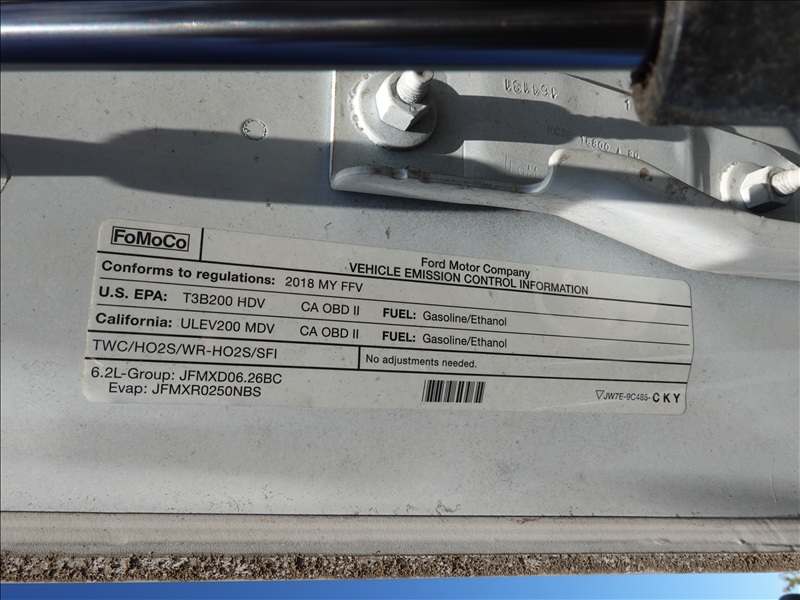 151131
FoMoCo
Ford Motor Company
VEHICLE EMISSION CONTROL INFORMATION
Conforms to regulations: 2018 MY FFV
U.S. EPA: T3B200 HDV CA OBD II FUEL: Gasoline/Ethanol
California: ULEV200 MDV CA OBD II FUEL: Gasoline/Ethanol
TWC/HO2S/WR-HO2S/SFI No adjustments needed.
6.2L-Group: JFMXD06.26BC
Evap: JFMXR0250NBS
JW7E-9C485-CKY